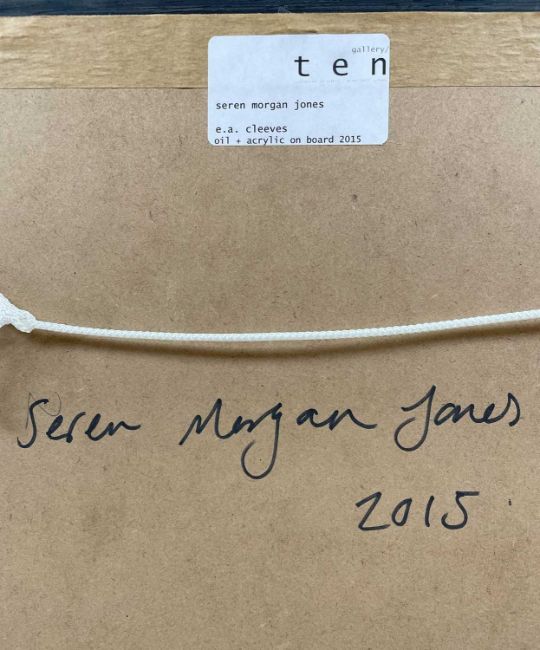 gallery/
ten
seren morgan jones
e.a. cleeves
oil + acrylic on board 2015
Seren Morgan Jones
2015